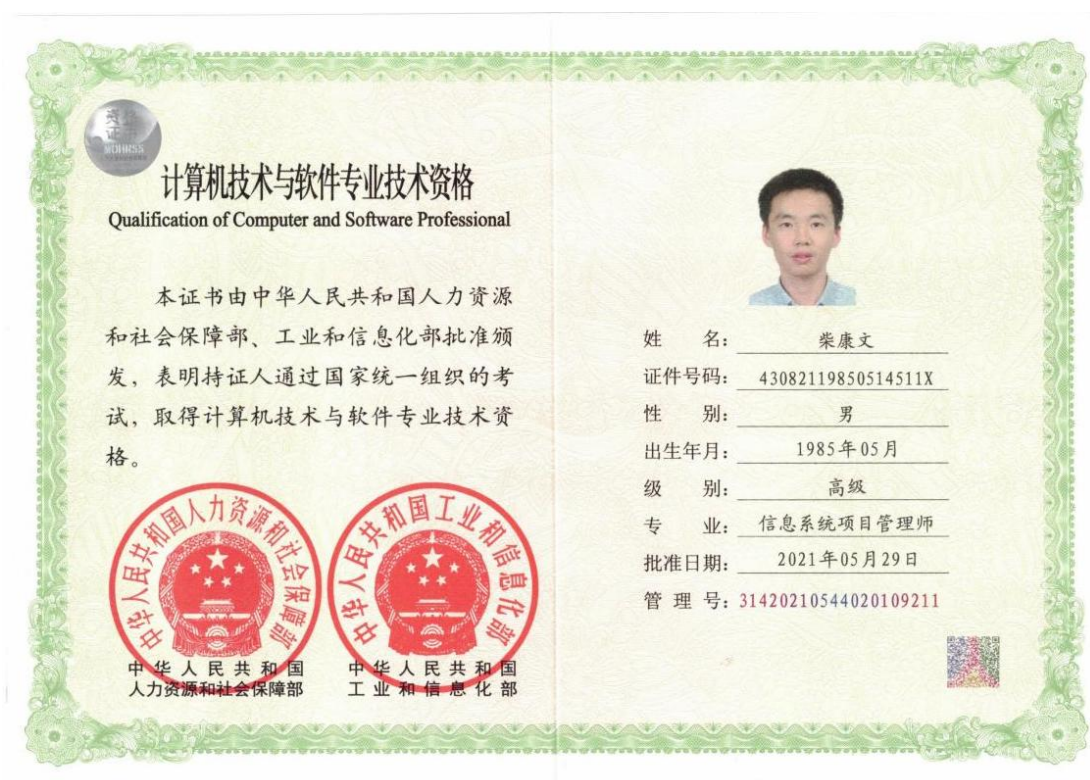 资格
证书
MOHRSS
计算机技术与软件专业技术资格
Qualification of Computer and Software Professional
本证书由中华人民共和国人力资源
和社会保障部、工业和信息化部批准颁
发，表明持证人通过国家统一组织的考
试，取得计算机技术与软件专业技术资
格。
中华人民共和国人力资源和社会保障部
中华人民共和国工业和信息化部
中华人民共和国
人力资源和社会保障部
中华人民共和国
工业和信息化部
姓 名： 柴康文
证件号码： 43082119850514511X
性 别： 男
出生年月： 1985年05月
级 别： 高级
专 业： 信息系统项目管理师
批准日期： 2021年05月29日
管 理 号： 31420210544020109211